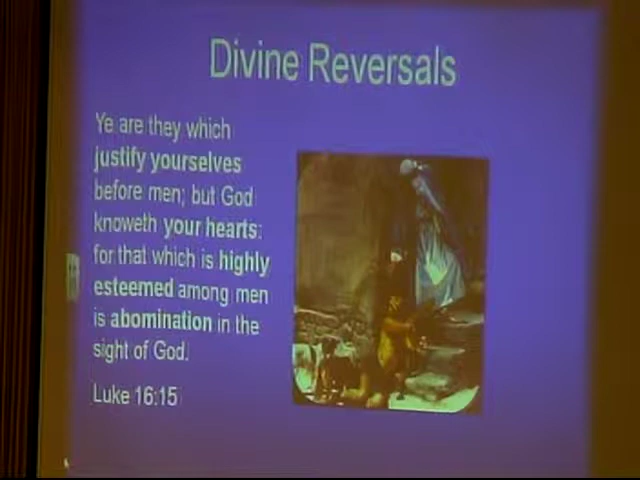 Divine Reversals
Ye are they which
justify yourselves
before men; but God
knoweth your hearts:
for that which is highly
esteemed among men
is abomination in the
sight of God.
Luke 16:15